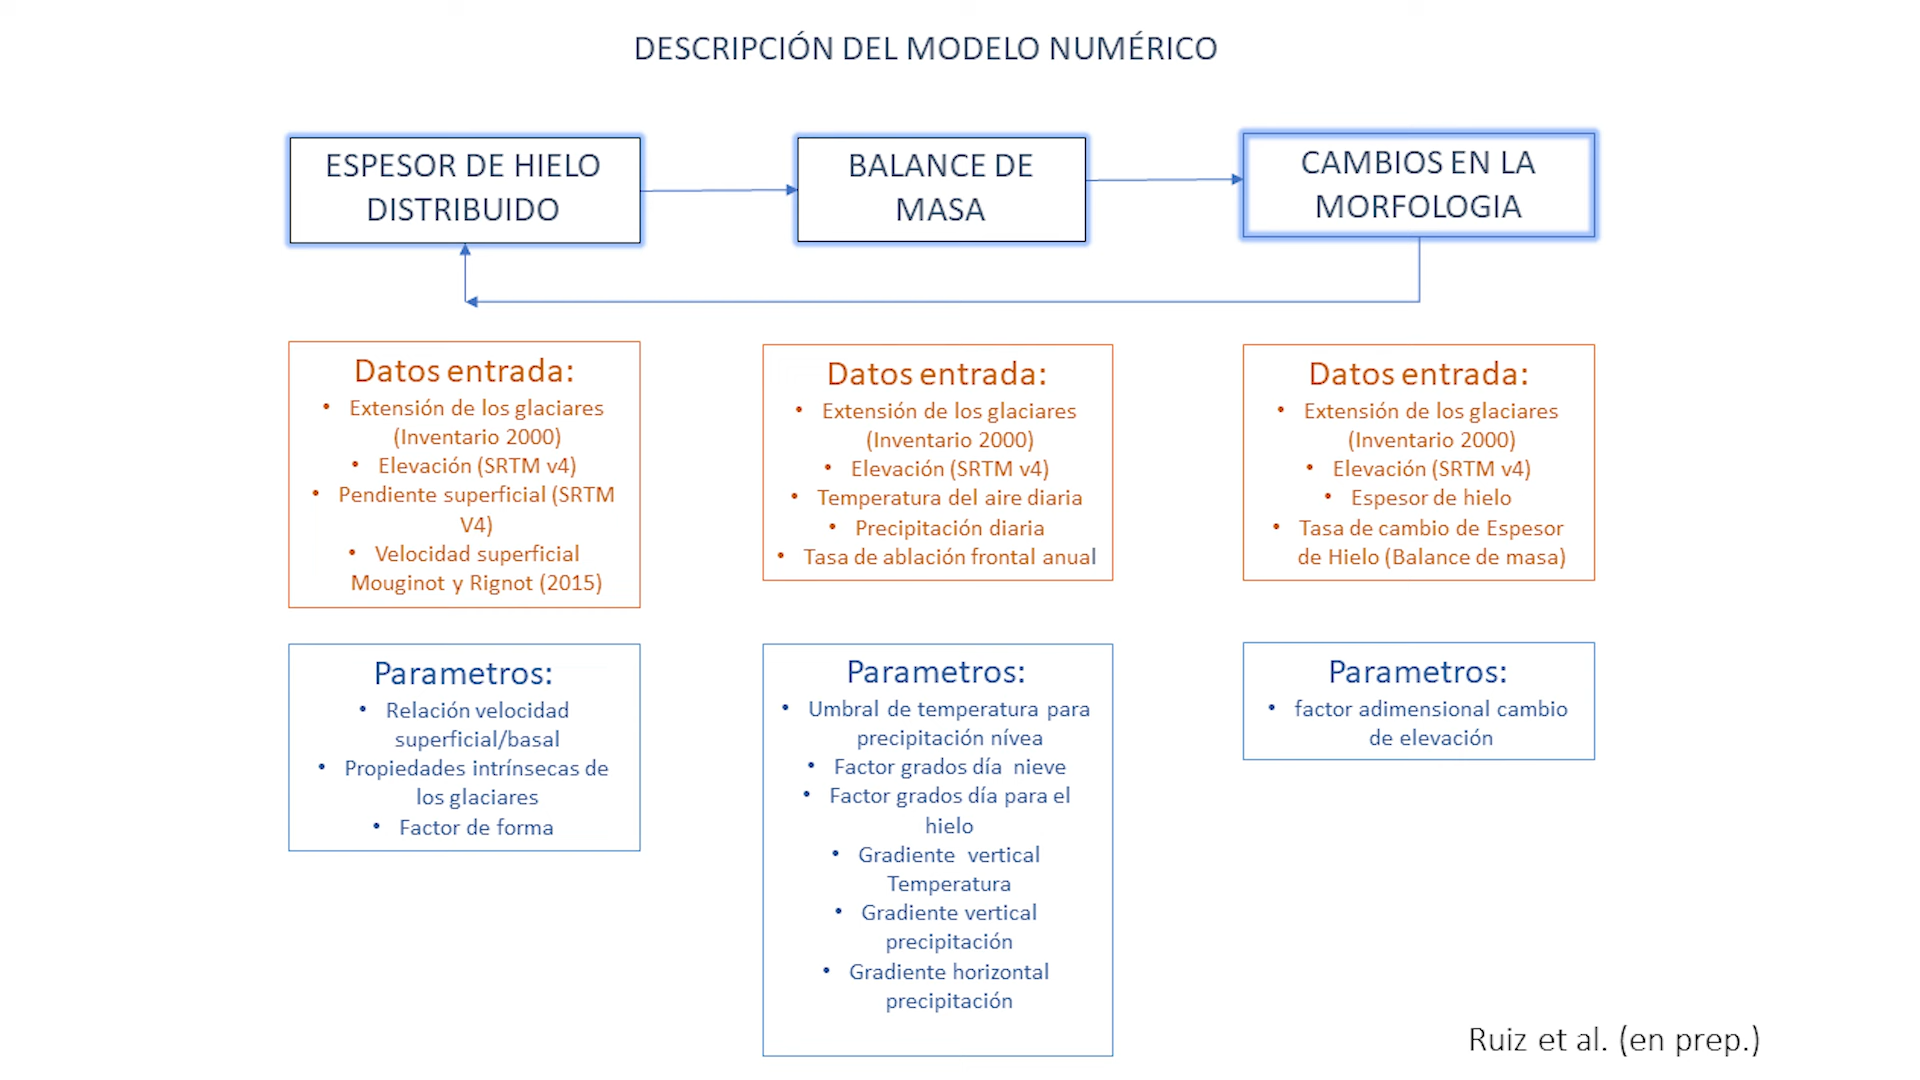 DESCRIPCIÓN DEL MODELO NUMÉRICO
ESPESOR DE HIELO
DISTRIBUIDO
BALANCE DE
MASA
CAMBIOS EN LA
MORFOLOGIA
Datos entrada:
• Extensión de los glaciares
(Inventario 2000)
• Elevación (SRTM v4)
• Pendiente superficial (SRTM
V4)
• Velocidad superficial
Mouginot y Rignot (2015)
Datos entrada:
• Extensión de los glaciares
(Inventario 2000)
• Elevación (SRTM v4)
• Temperatura del aire diaria
• Precipitación diaria
• Tasa de ablación frontal anual
Datos entrada:
• Extensión de los glaciares
(Inventario 2000)
• Elevación (SRTM v4)
• Espesor de hielo
• Tasa de cambio de Espesor
de Hielo (Balance de masa)
Parametros:
• Relación velocidad
superficial/basal
• Propiedades intrínsecas de
los glaciares
• Factor de forma
Parametros:
• Umbral de temperatura para
precipitación nívea
• Factor grados día nieve
• Factor grados día para el
hielo
• Gradiente vertical
Temperatura
• Gradiente vertical
precipitación
• Gradiente horizontal
precipitación
Parametros:
• factor adimensional cambio
de elevación
Ruiz et al. (en prep.)